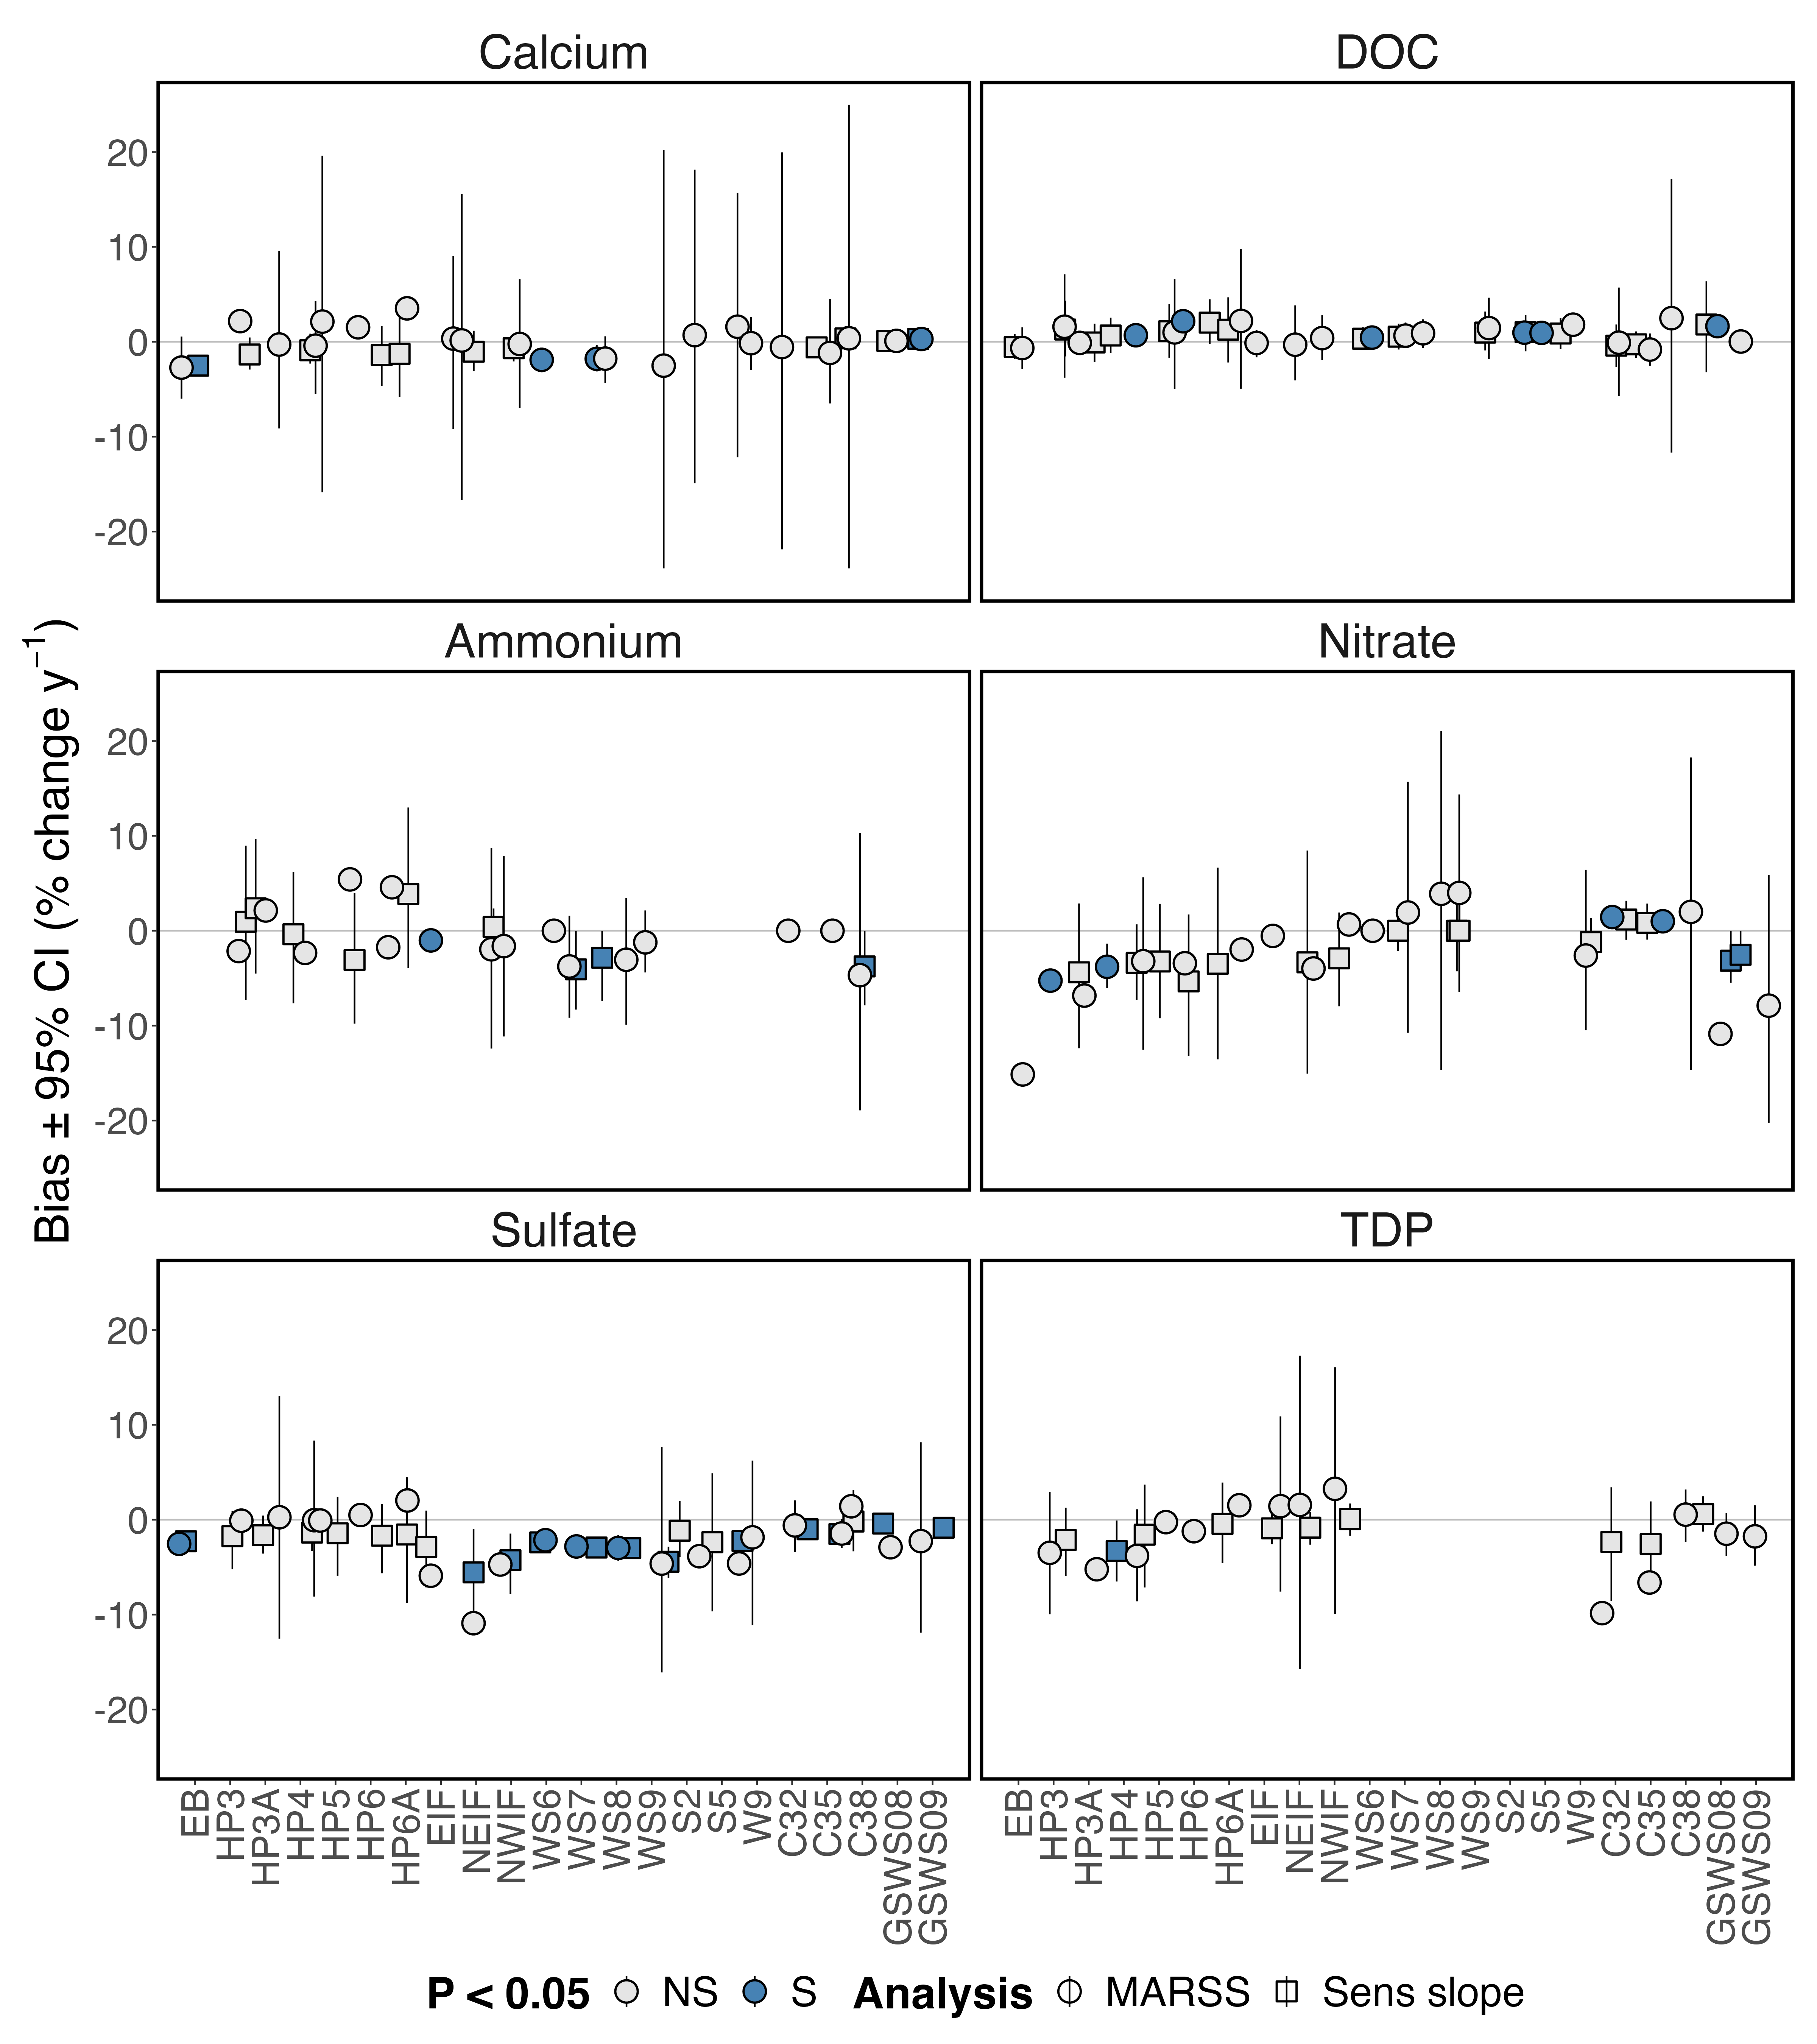 Calcium DOC
20
10
0
-10
-20
Ammonium Nitrate
20
10
0
-10
-20
Sulfate TDP
20
10
0
-10
-20
Bias ± 95% CI (% change y⁻¹)
EB HP3 HP3A HP4 HP5 HP6 HP6A EIF NEIF NWIF WS6 WS7 WS8 WS9 S2 S5 W9 C32 C35 C38 GSWS08 GSWS09 EB HP3 HP3A HP4 HP5 HP6 HP6A EIF NEIF NWIF WS6 WS7 WS8 WS9 S2 S5 W9 C32 C35 C38 GSWS08 GSWS09
P < 0.05 NS S Analysis MARSS Sens slope